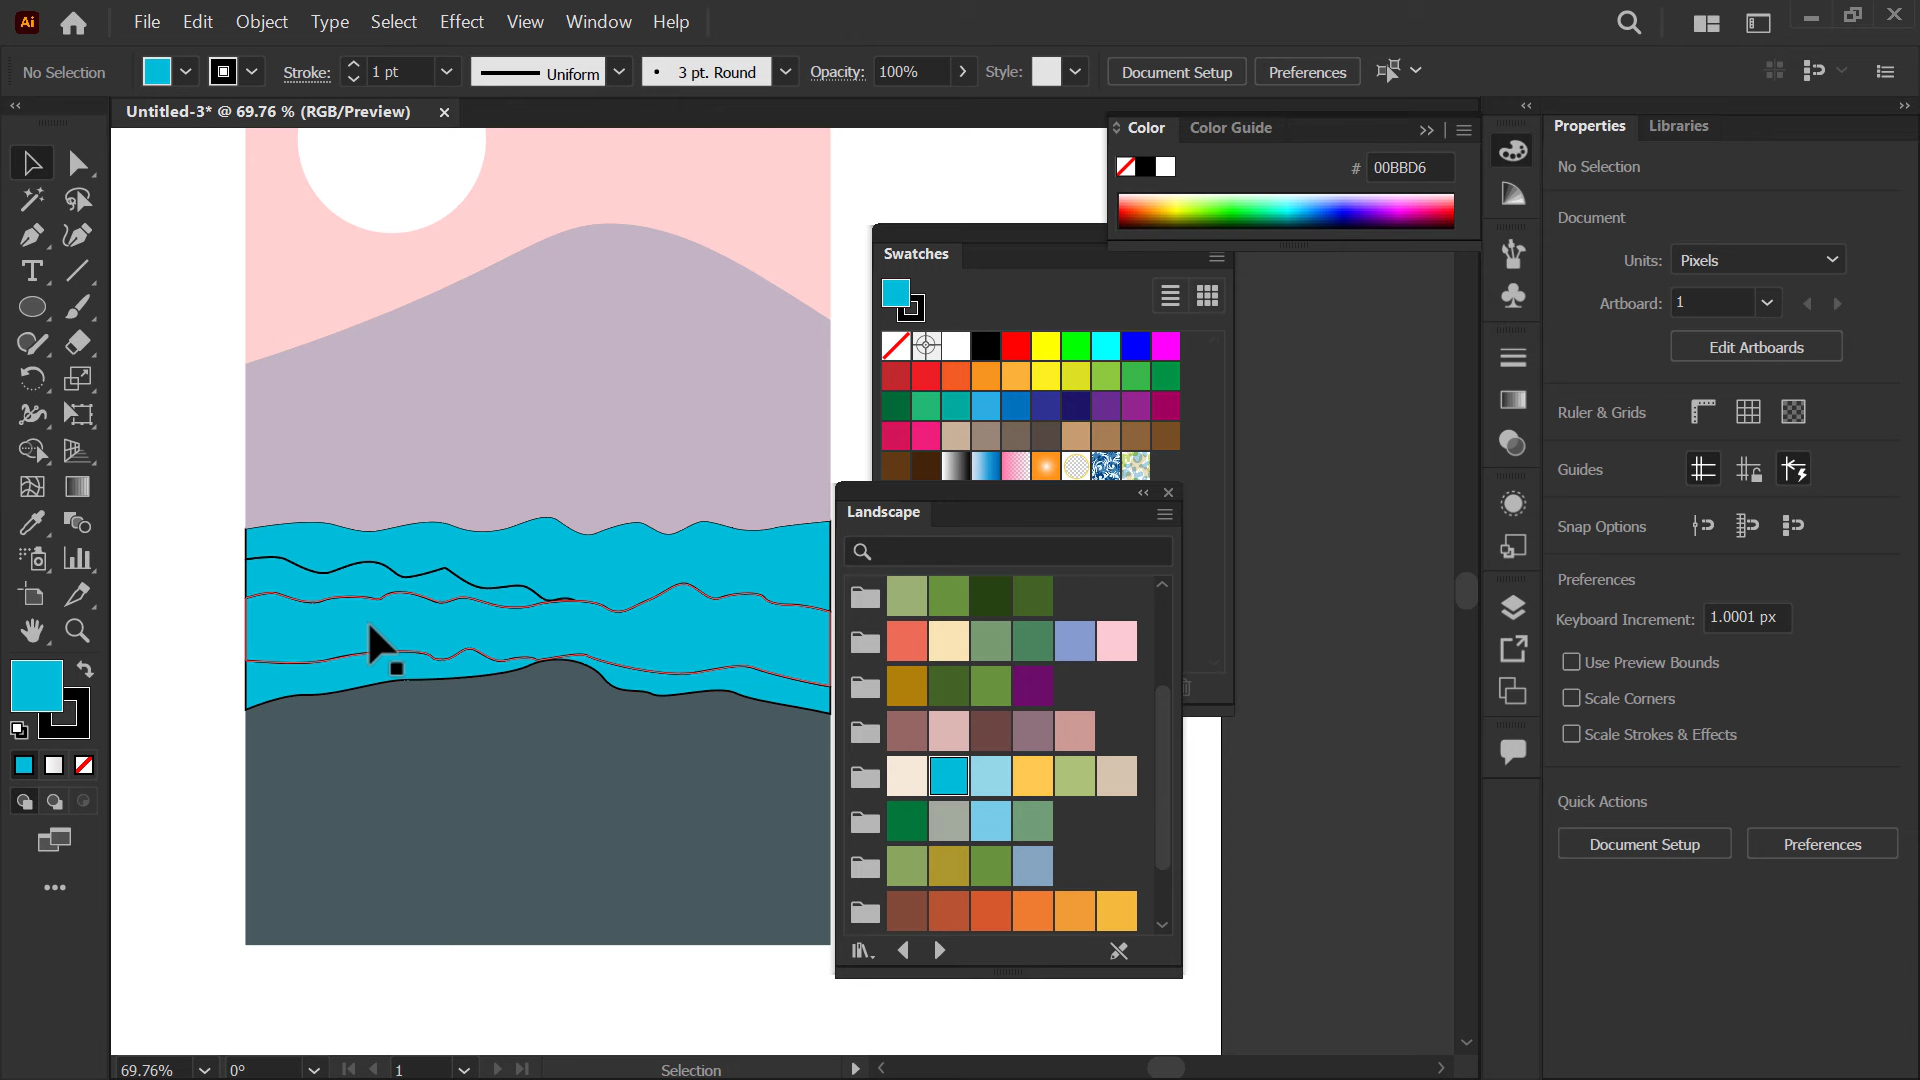 Ai File Edit Object Type Select Effect View Window Help
No Selection Stroke: 1 pt Uniform 3 pt. Round Opacity: 100% Style: Document Setup Preferences
Untitled-3* @ 69.76 % (RGB/Preview)
Color Color Guide
# 00BBD6
Swatches
Landscape
Properties Libraries
No Selection
Document
Units: Pixels
Artboard: 1
Edit Artboards
Ruler & Grids
Guides
Snap Options
Preferences
Keyboard Increment: 1.0001 px
Use Preview Bounds
Scale Corners
Scale Strokes & Effects
Quick Actions
Document Setup Preferences
69.76% 0° 1 Selection